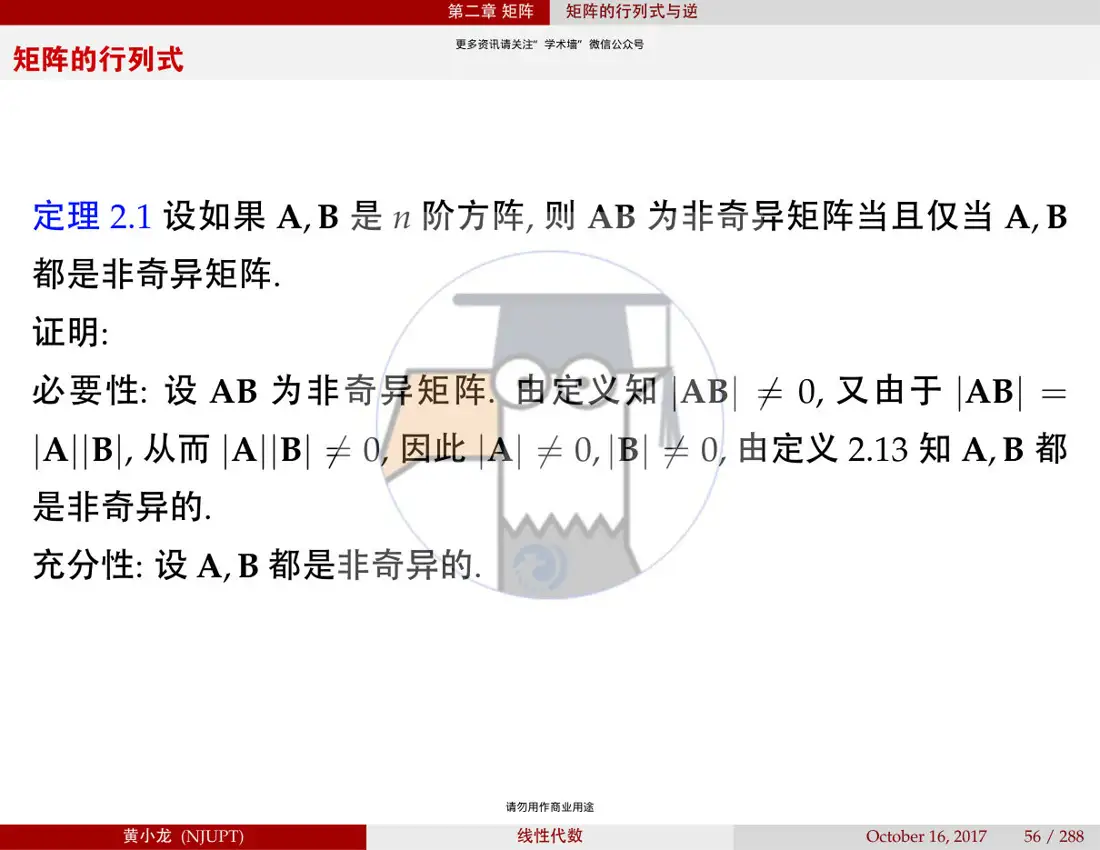 第二章 矩阵 矩阵的行列式与逆
更多资讯请关注“学术墙”微信公众号
矩阵的行列式
定理 2.1 设如果 A, B 是 n 阶方阵, 则 AB 为非奇异矩阵当且仅当 A, B
都是非奇异矩阵.
证明:
必要性: 设 AB 为非奇异矩阵. 由定义知 |AB| ≠ 0, 又由于 |AB| =
|A||B|, 从而 |A||B| ≠ 0, 因此 |A| ≠ 0, |B| ≠ 0, 由定义 2.13 知 A, B 都
是非奇异的.
充分性: 设 A, B 都是非奇异的.
请勿用作商业用途
黄小龙 (NJUPT) 线性代数 October 16, 2017 56 / 288